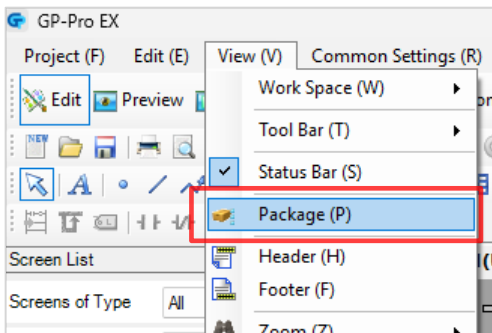 GP-Pro EX
Project (F) Edit (E) View (V) Common Settings (R)
Edit Preview
Work Space (W)
Tool Bar (T)
NEW
Status Bar (S)
A
Package (P)
Screen List
Header (H)
Screens of Type All
Footer (F)
Zoom (Z)